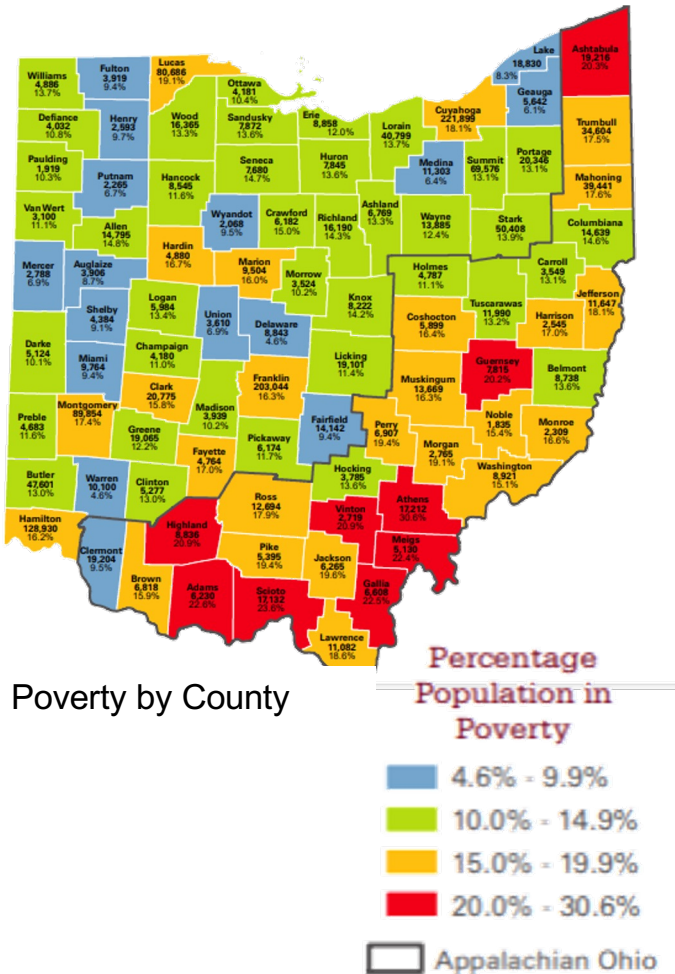 Williams
4,886
13.7%
Fulton
3,919
9.4%
Lucas
80,686
19.1%
Ottawa
4,181
10.4%
Lake
18,830
8.3%
Ashtabula
19,216
20.3%
Geauga
5,642
6.1%
Defiance
4,032
10.8%
Henry
2,593
9.7%
Wood
16,365
13.3%
Sandusky
7,872
13.6%
Erie
8,858
12.0%
Lorain
40,799
13.7%
Cuyahoga
221,899
18.1%
Trumbull
34,604
17.5%
Paulding
1,919
10.3%
Putnam
2,265
6.7%
Hancock
8,545
11.6%
Seneca
7,680
14.7%
Huron
7,845
13.6%
Medina
11,303
6.4%
Summit
69,576
13.1%
Portage
20,346
13.1%
Mahoning
39,441
17.6%
Van Wert
3,100
11.1%
Allen
14,795
14.8%
Wyandot
2,068
9.5%
Crawford
6,182
15.0%
Richland
16,190
14.3%
Ashland
6,769
13.3%
Wayne
13,885
12.4%
Stark
50,408
13.9%
Columbiana
14,639
14.6%
Mercer
2,788
6.9%
Auglaize
3,906
8.7%
Hardin
4,880
16.7%
Marion
9,504
16.0%
Morrow
3,524
10.2%
Holmes
4,787
11.1%
Carroll
3,549
13.1%
Jefferson
11,647
18.1%
Shelby
4,384
9.1%
Logan
5,984
13.4%
Union
3,610
6.9%
Delaware
8,843
4.6%
Knox
8,222
14.2%
Coshocton
5,899
16.4%
Tuscarawas
11,990
13.2%
Harrison
2,545
17.0%
Darke
5,124
10.1%
Miami
9,764
9.4%
Champaign
4,180
11.0%
Licking
19,101
11.4%
Guernsey
7,815
20.2%
Belmont
8,738
13.6%
Clark
20,775
15.8%
Franklin
203,044
16.3%
Muskingum
13,669
16.3%
Preble
4,683
11.6%
Montgomery
89,854
17.4%
Greene
19,065
12.2%
Madison
3,939
10.2%
Pickaway
6,174
11.7%
Fairfield
14,142
9.4%
Perry
6,907
19.4%
Morgan
2,765
19.1%
Noble
1,835
15.4%
Monroe
2,309
16.6%
Washington
8,921
15.1%
Fayette
4,764
17.0%
Butler
47,601
13.0%
Warren
10,100
4.6%
Clinton
5,277
13.0%
Hocking
3,785
13.6%
Athens
17,212
30.6%
Hamilton
128,930
16.2%
Clermont
19,204
9.5%
Highland
8,836
20.9%
Ross
12,694
17.9%
Vinton
2,719
20.9%
Meigs
5,130
22.4%
Brown
6,818
15.9%
Adams
6,230
22.6%
Pike
5,395
19.4%
Jackson
6,265
19.6%
Scioto
17,132
23.6%
Gallia
6,608
22.5%
Lawrence
11,082
18.6%
Poverty by County
Percentage
Population in
Poverty
4.6% - 9.9%
10.0% - 14.9%
15.0% - 19.9%
20.0% - 30.6%
Appalachian Ohio